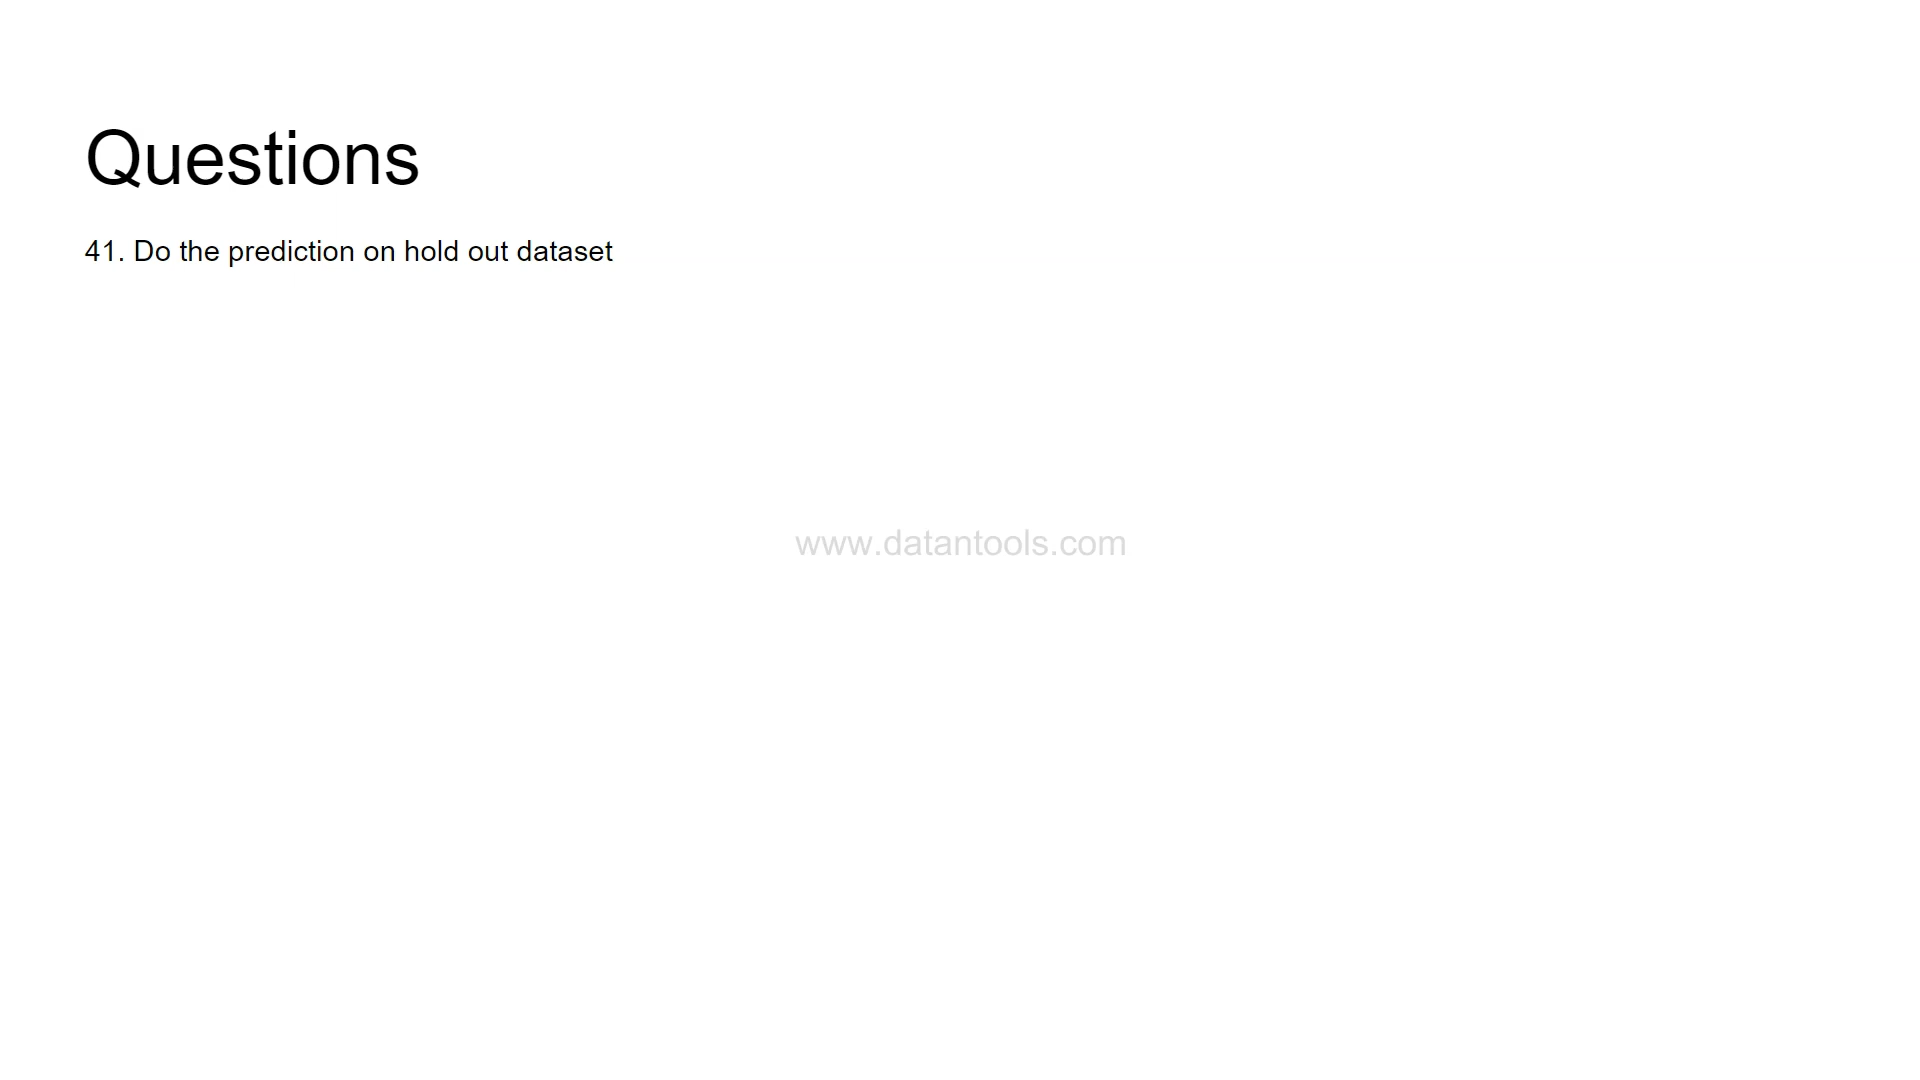 Questions
41. Do the prediction on hold out dataset
www.datantools.com